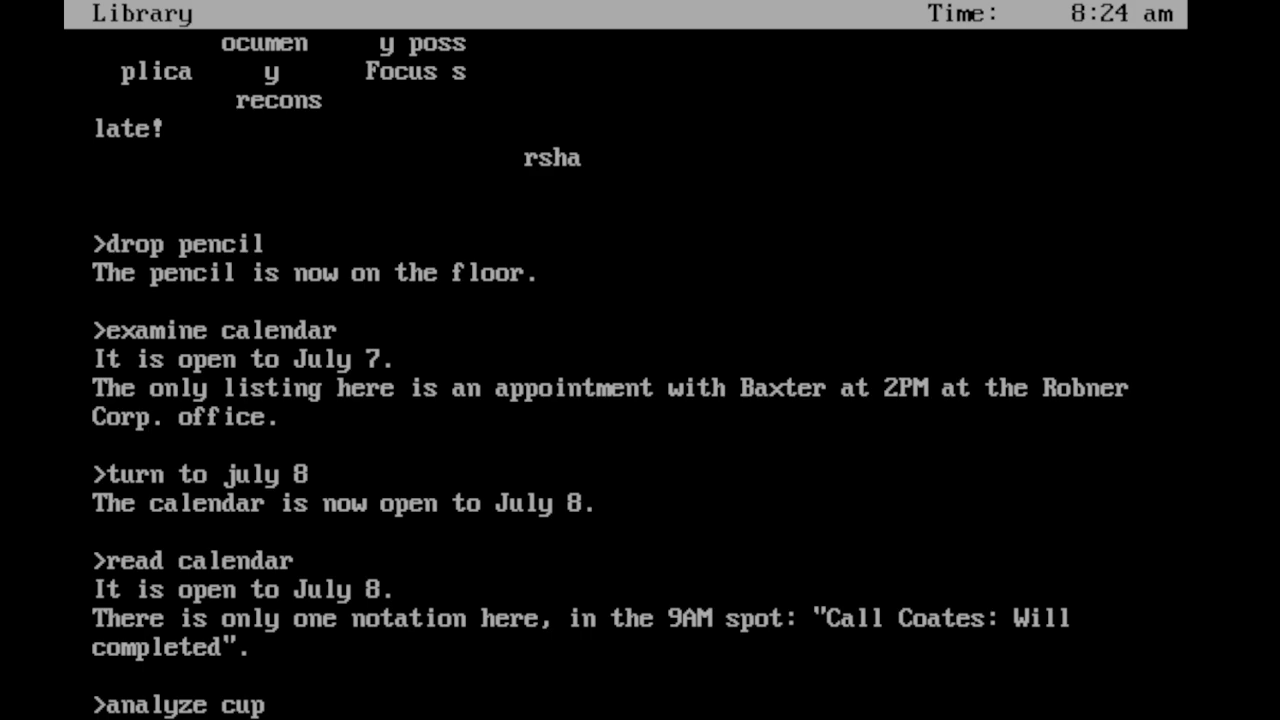 Library Time: 8:24 am
ocumen y poss
plica y Focus s
recons
late!
rsha
>drop pencil
The pencil is now on the floor.
>examine calendar
It is open to July 7.
The only listing here is an appointment with Baxter at 2PM at the Robner
Corp. office.
>turn to july 8
The calendar is now open to July 8.
>read calendar
It is open to July 8.
There is only one notation here, in the 9AM spot: "Call Coates: Will
completed".
>analyze cup